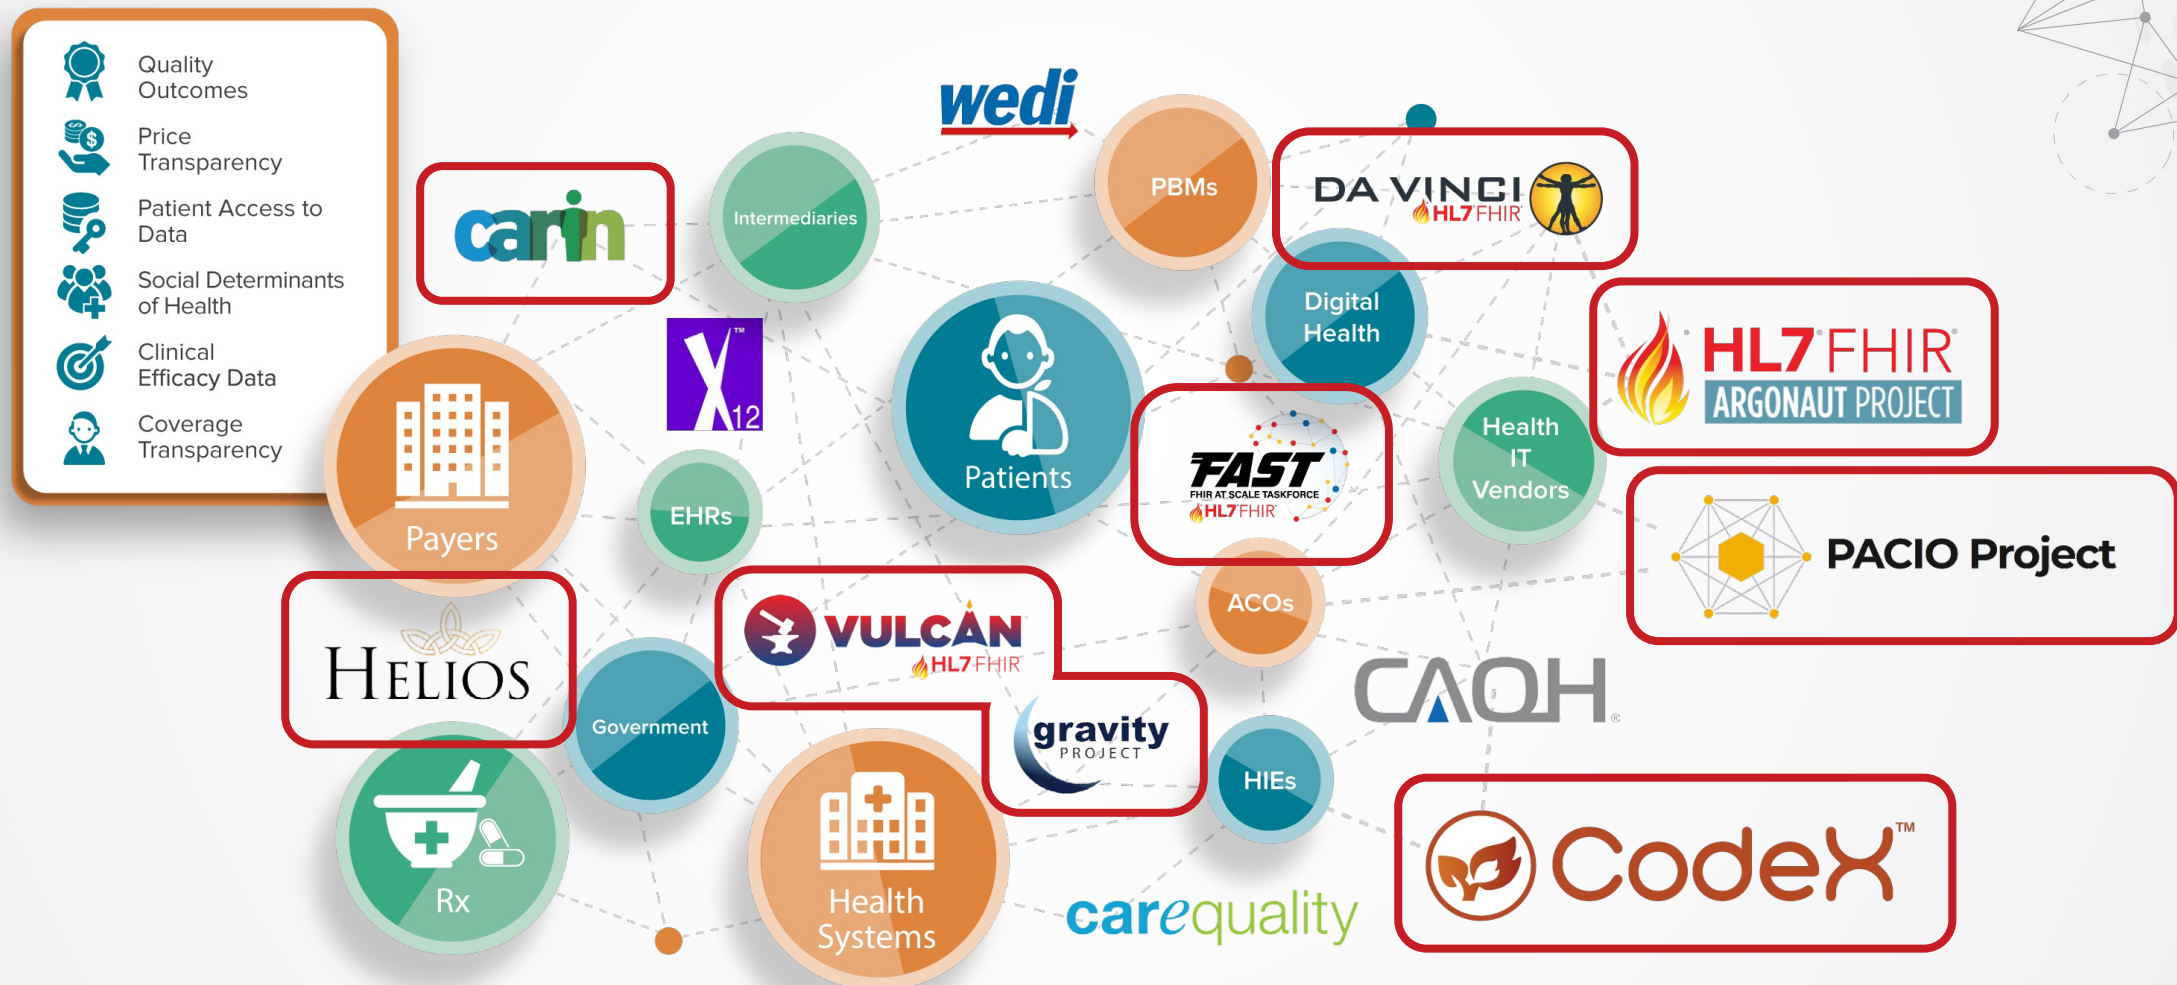 Quality
Outcomes
Price
Transparency
Patient Access to
Data
Social Determinants
of Health
Clinical
Efficacy Data
Coverage
Transparency
wedi
carin
Intermediaries
PBMs
DA VINCI
HL7 FHIR
Digital
Health
X12
TM
HL7® FHIR®
ARGONAUT PROJECT
Payers
EHRs
Patients
FAST
FHIR AT SCALE TASKFORCE
HL7 FHIR
Health
IT
Vendors
PACIO Project
HELIOS
VULCAN
HL7 FHIR
ACOs
Government
gravity
PROJECT
CAQH®
HIEs
Rx
Health
Systems
carequality
CodeX™